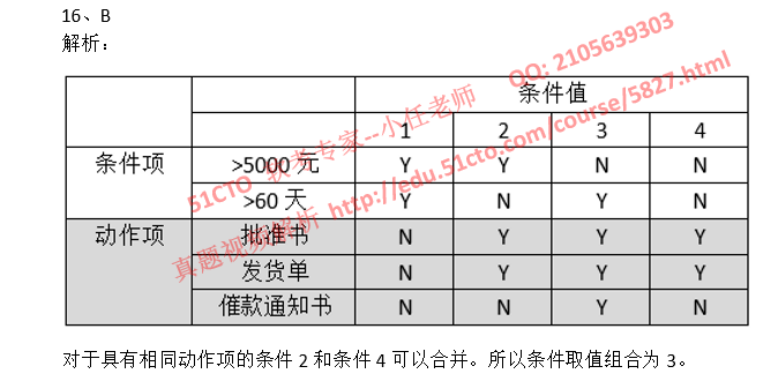 16、B
解析：
条件值
1 2 3 4
条件项 >5000 元 Y Y N N
>60 天 Y N Y N
动作项 批准书 N Y Y Y
发货单 N Y Y Y
催款通知书 N N Y N
对于具有相同动作项的条件 2 和条件 4 可以合并。所以条件取值组合为 3。
51CTO 软考专家--小任老师 QQ: 2105639303
真题视频解析 http://edu.51cto.com/course/5827.html